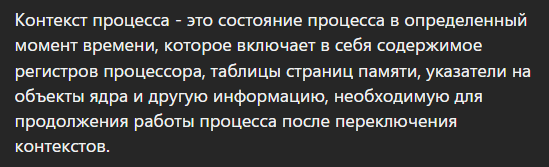 Контекст процесса - это состояние процесса в определенный
момент времени, которое включает в себя содержимое
регистров процессора, таблицы страниц памяти, указатели на
объекты ядра и другую информацию, необходимую для
продолжения работы процесса после переключения
контекстов.